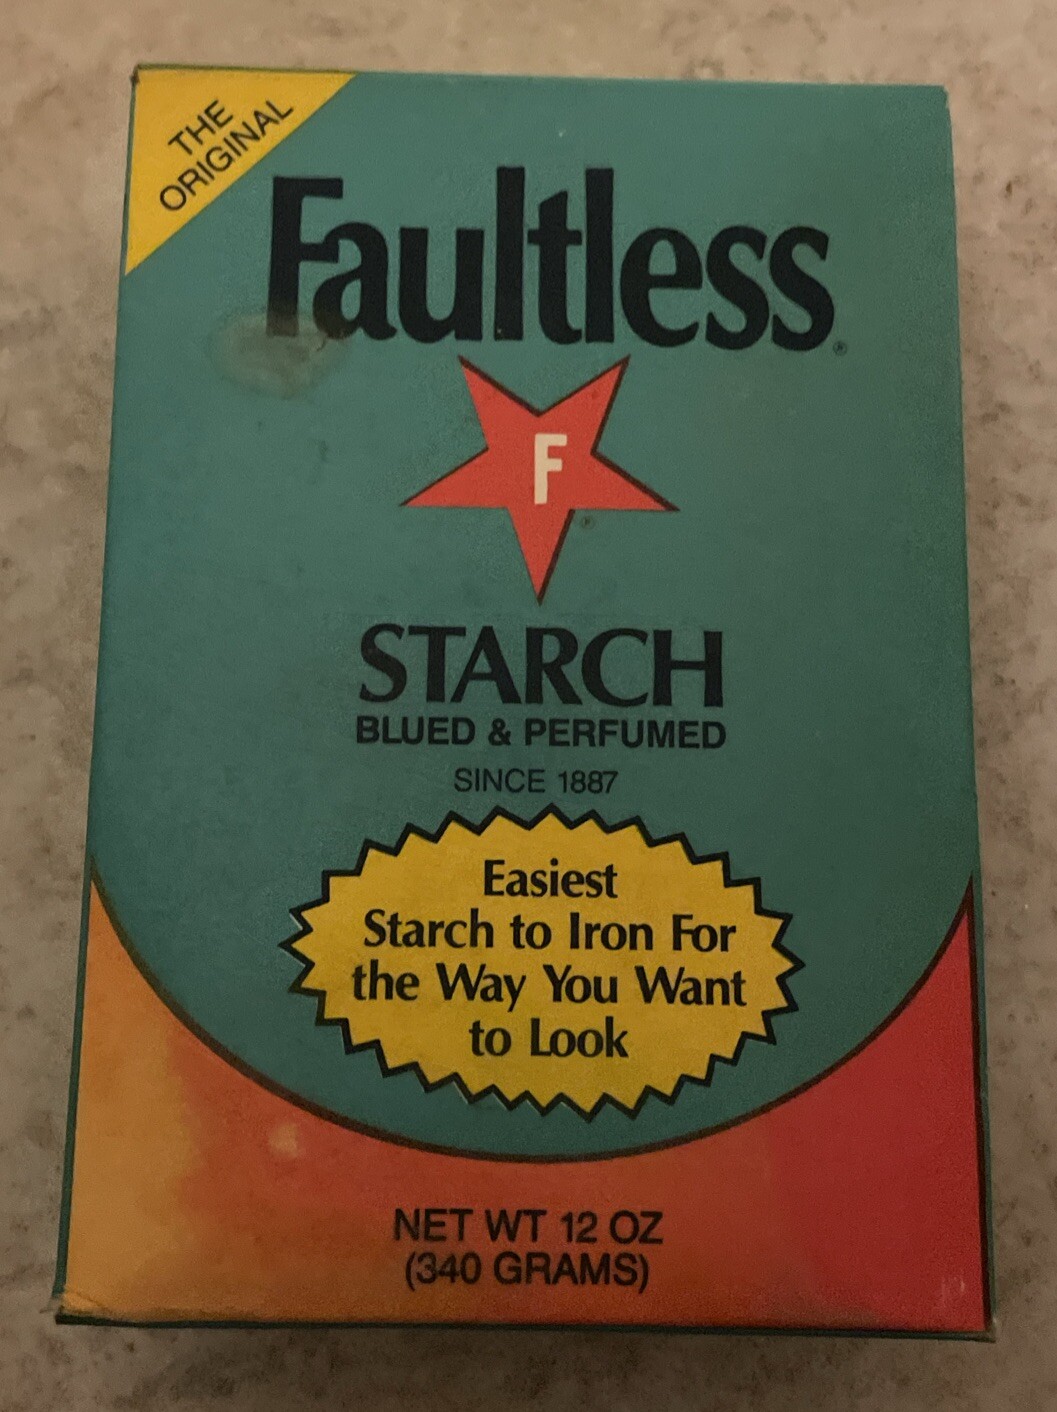 THE
ORIGINAL
Faultless®
F®
STARCH
BLUED & PERFUMED
SINCE 1887
Easiest
Starch to Iron For
the Way You Want
to Look
NET WT 12 OZ
(340 GRAMS)